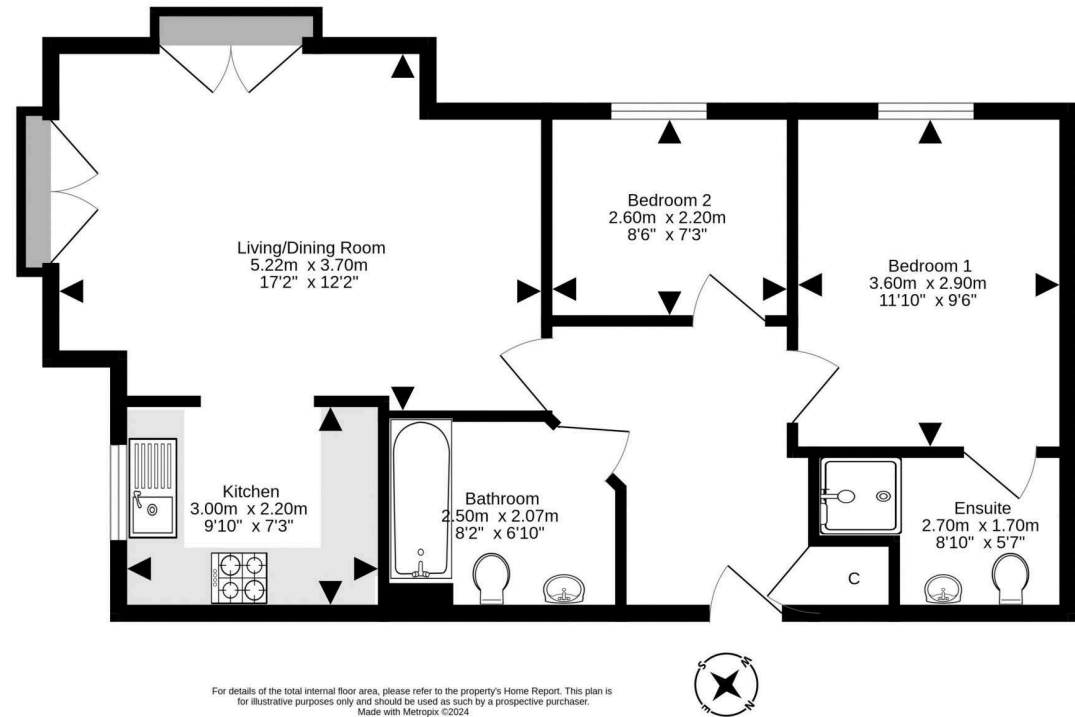 Living/Dining Room
5.22m x 3.70m
17'2" x 12'2"
Bedroom 2
2.60m x 2.20m
8'6" x 7'3"
Bedroom 1
3.60m x 2.90m
11'10" x 9'6"
Kitchen
3.00m x 2.20m
9'10" x 7'3"
Bathroom
2.50m x 2.07m
8'2" x 6'10"
Ensuite
2.70m x 1.70m
8'10" x 5'7"
C
S
W
E
N
For details of the total internal floor area, please refer to the property's Home Report. This plan is
for illustrative purposes only and should be used as such by a prospective purchaser.
Made with Metropix ©2024